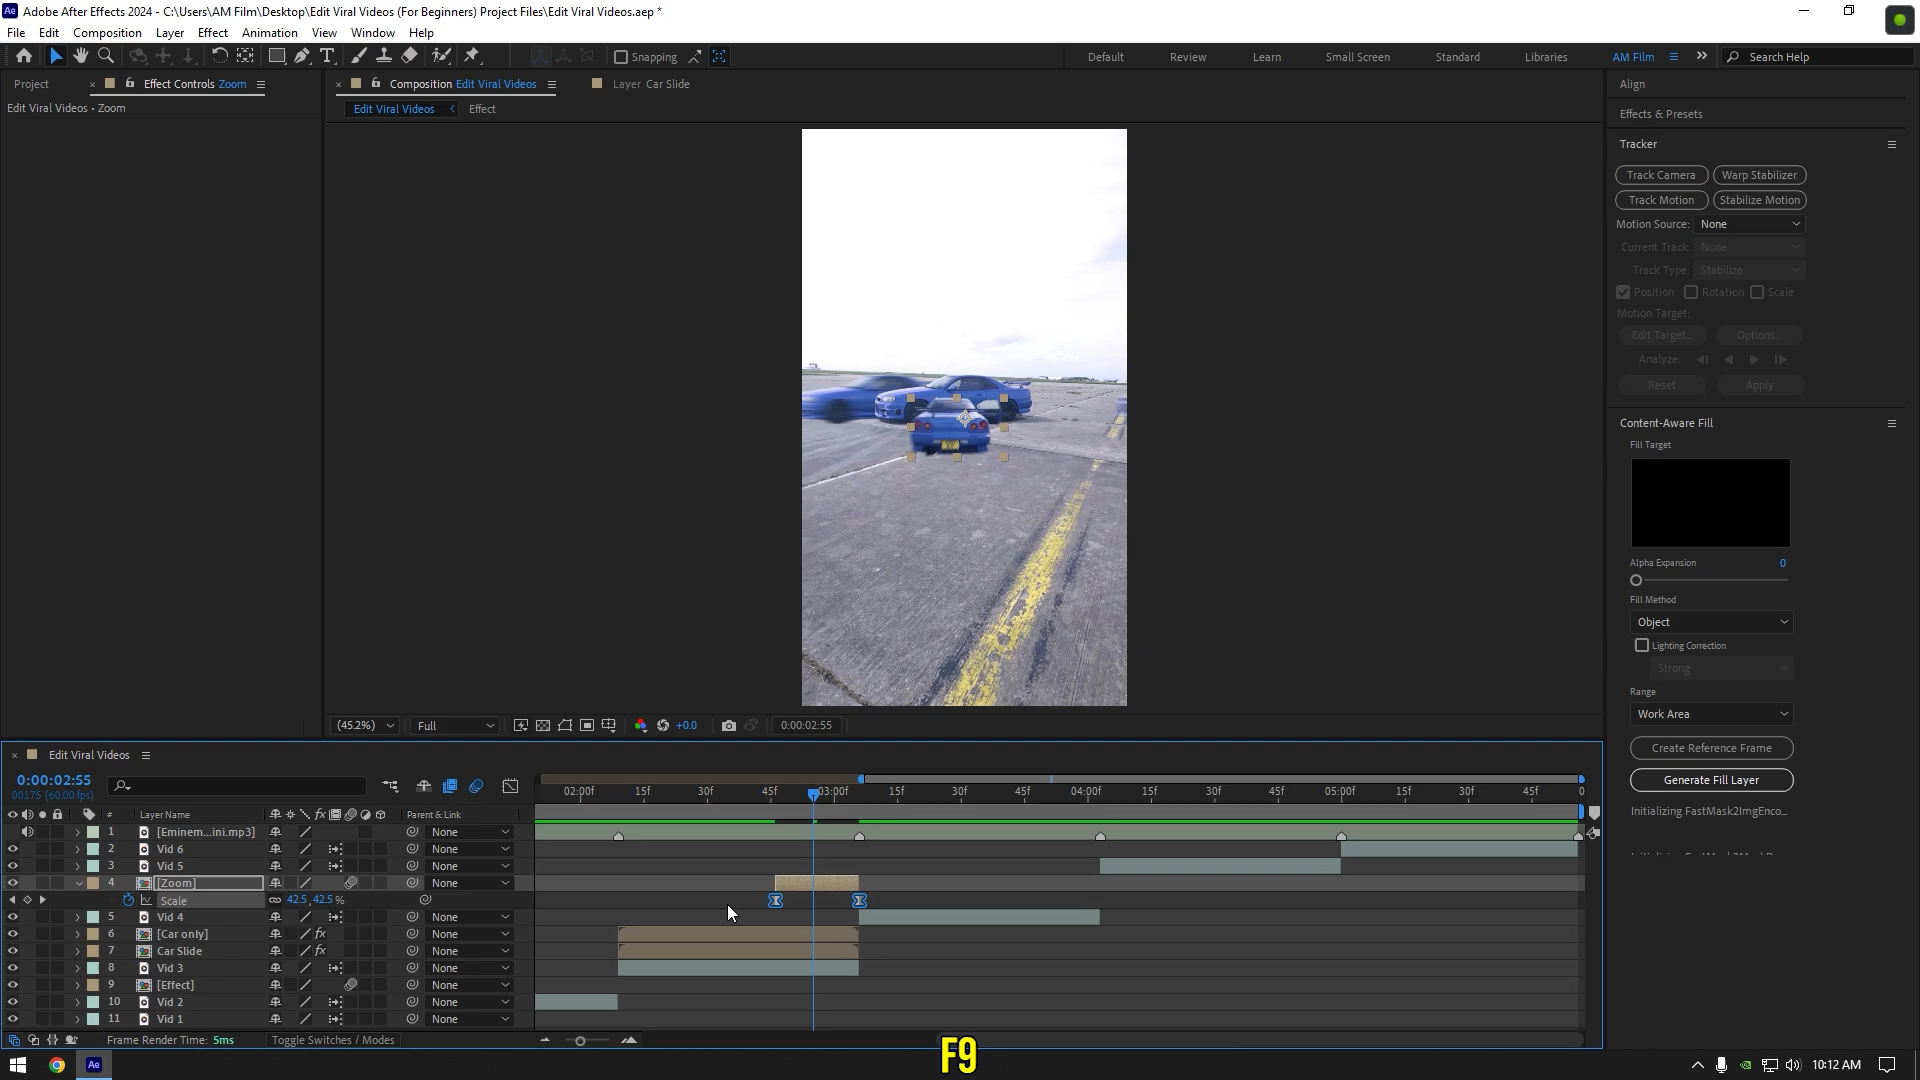 Adobe After Effects 2024 - C:\Users\AM Film\Desktop\Edit Viral Videos (For Beginners) Project Files\Edit Viral Videos.aep *
File Edit Composition Layer Effect Animation View Window Help
Snapping Default Review Learn Small Screen Standard Libraries AM Film Search Help
Project Effect Controls Zoom Composition Edit Viral Videos Layer Car Slide Align
Edit Viral Videos • Zoom Edit Viral Videos Effect Effects & Presets
Tracker
Track Camera Warp Stabilizer
Track Motion Stabilize Motion
Motion Source: None
Current Track: None
Track Type: Stabilize
Position Rotation Scale
Motion Target:
Edit Target... Options...
Analyze:
Reset Apply
Content-Aware Fill
Fill Target
Alpha Expansion 0
Fill Method
Object
Lighting Correction
Strong
Range
Work Area
Create Reference Frame
Generate Fill Layer
Initializing FastMask2ImgEnco...
(45.2%) Full +0.0 0:00:02:55
Edit Viral Videos
0:00:02:55
00175 (60.00 fps)
02:00f 15f 30f 45f 03:00f 15f 30f 45f 04:00f 15f 30f 45f 05:00f 15f 30f 45f 0
# Layer Name Parent & Link
1 [Eminem...ini.mp3] None
2 Vid 6 None
3 Vid 5 None
4 [Zoom] None
Scale 42.5, 42.5 %
5 Vid 4 None
6 [Car only] fx None
7 Car Slide fx None
8 Vid 3 None
9 [Effect] None
10 Vid 2 None
11 Vid 1 None
Frame Render Time: 5ms Toggle Switches / Modes
F9
Ae 10:12 AM